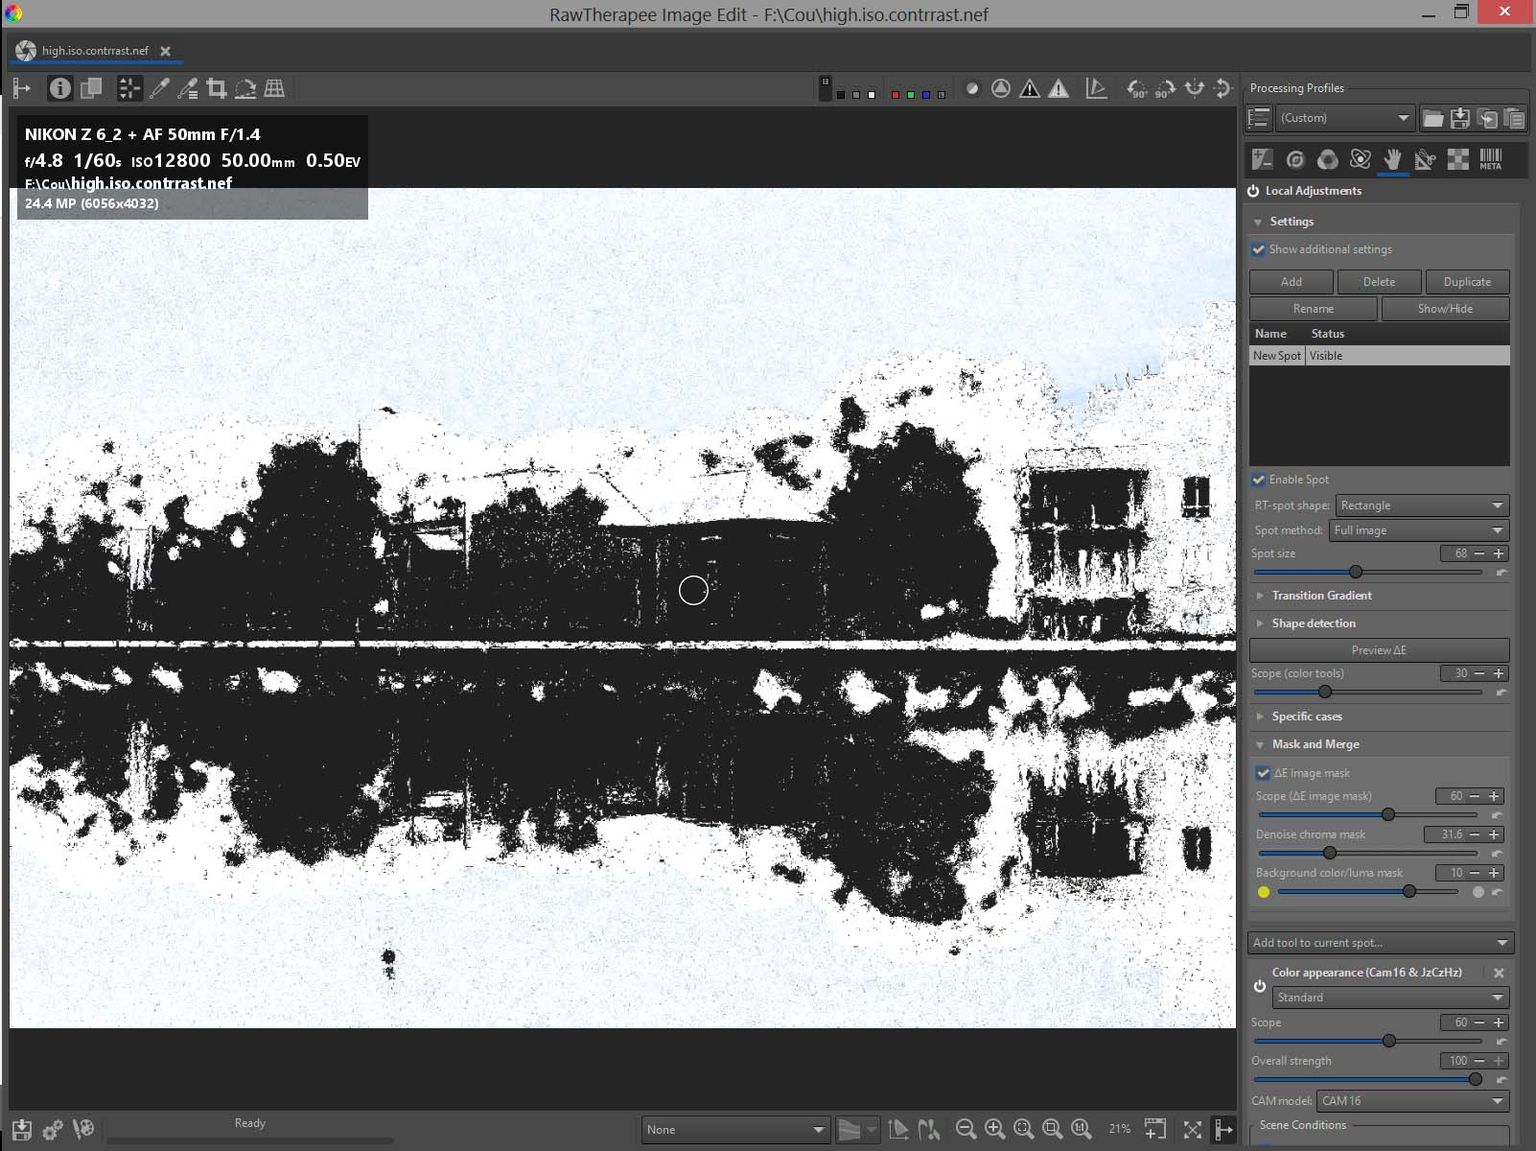 RawTherapee Image Edit - F:\Cou\high.iso.contrrast.nef
high.iso.contrrast.nef
NIKON Z 6_2 + AF 50mm F/1.4
f/4.8 1/60s ISO12800 50.00mm 0.50EV
F:\Cou\high.iso.contrrast.nef
24.4 MP (6056x4032)
90° 90°
Processing Profiles
(Custom)
META
Local Adjustments
Settings
Show additional settings
Add Delete Duplicate
Rename Show/Hide
Name Status
New Spot Visible
Enable Spot
RT-spot shape: Rectangle
Spot method: Full image
Spot size 68
Transition Gradient
Shape detection
Preview ΔE
Scope (color tools) 30
Specific cases
Mask and Merge
ΔE Image mask
Scope (ΔE image mask) 60
Denoise chroma mask 31.6
Background color/luma mask 10
Add tool to current spot...
Color appearance (Cam16 & JzCzHz)
Standard
Scope 60
Overall strength 100
CAM model: CAM 16
Scene Conditions
Ready None 21%